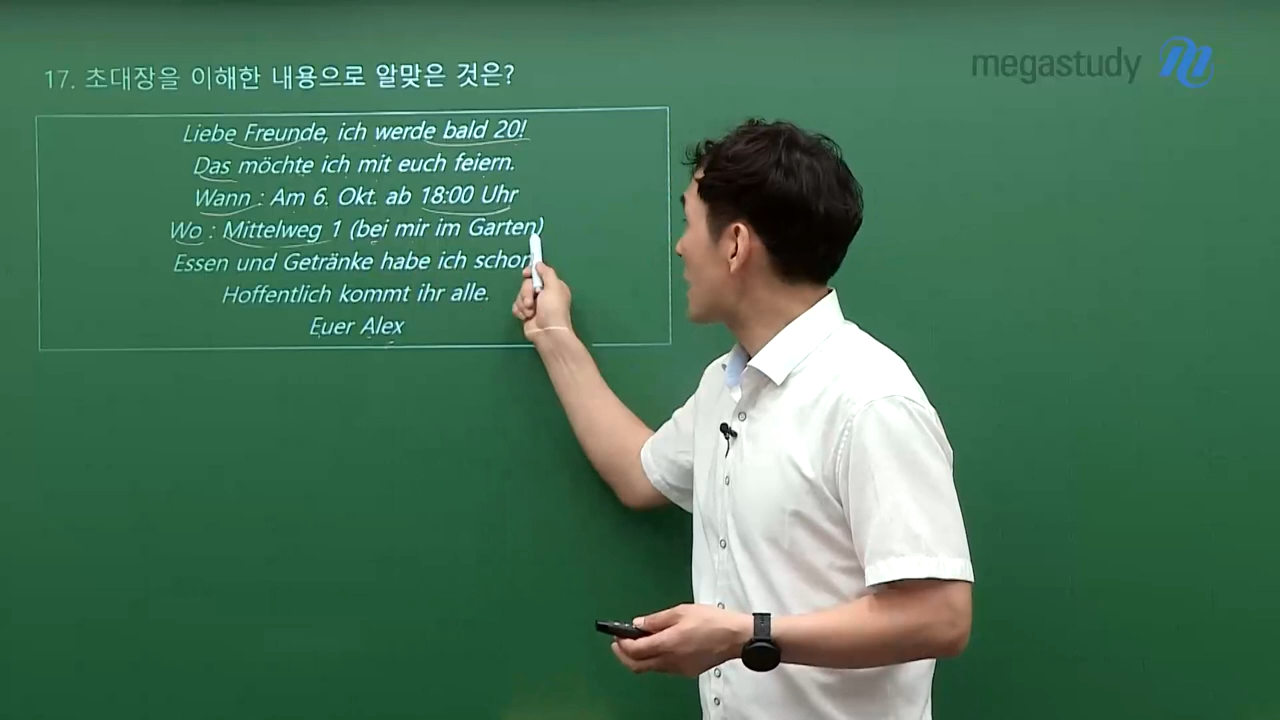 megastudy
17. 초대장을 이해한 내용으로 알맞은 것은?
Liebe Freunde, ich werde bald 20!
Das möchte ich mit euch feiern.
Wann : Am 6. Okt. ab 18:00 Uhr
Wo : Mittelweg 1 (bei mir im Garten)
Essen und Getränke habe ich schon
Hoffentlich kommt ihr alle.
Euer Alex